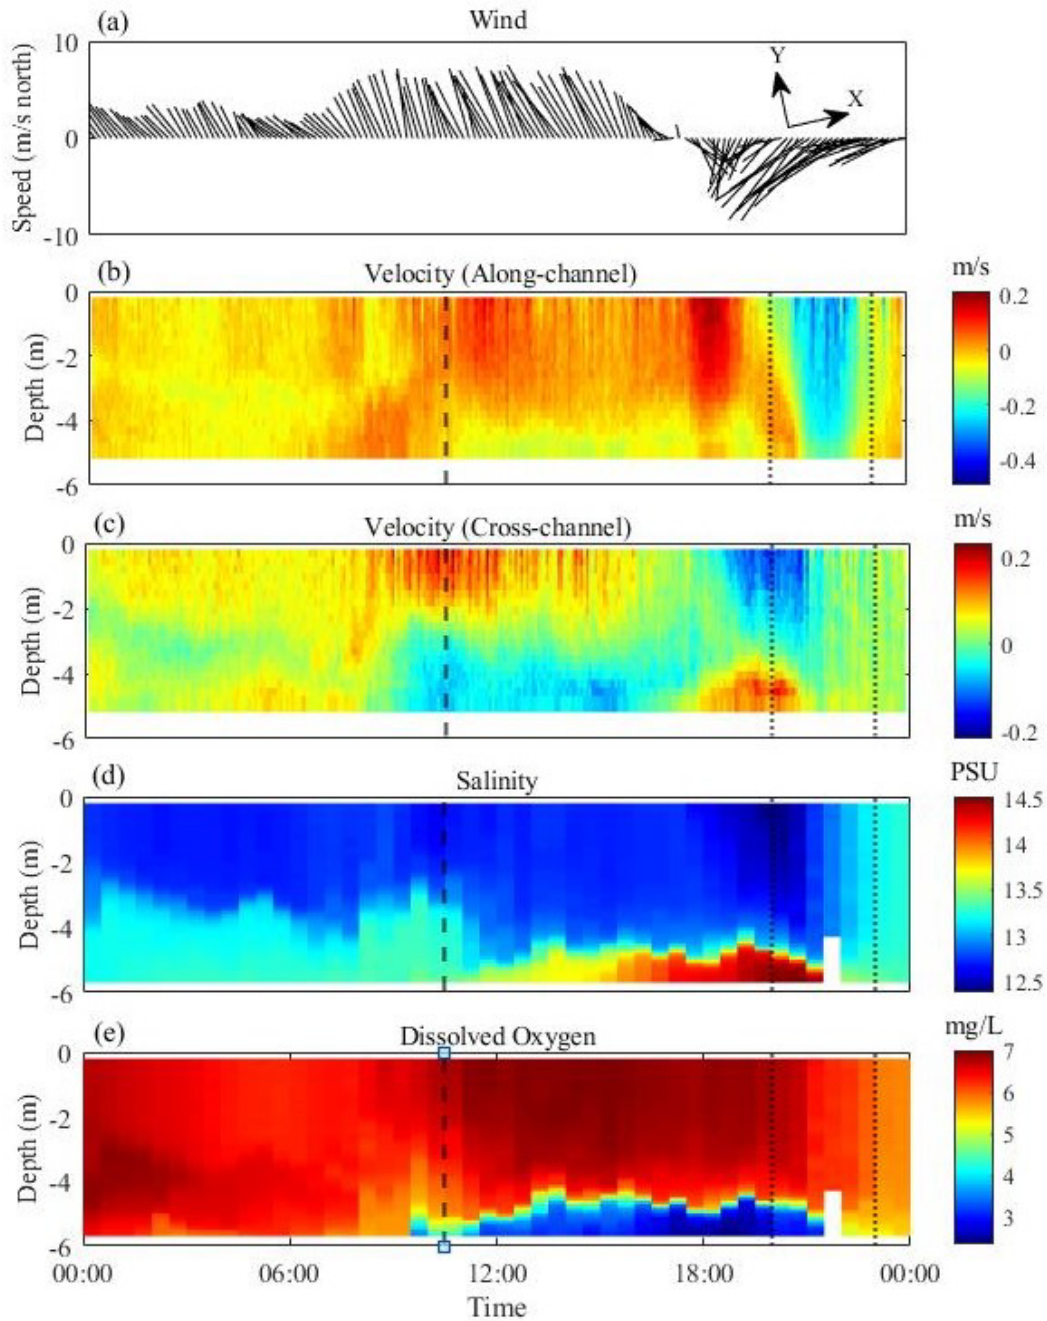 (a) Wind
10
0
-10
Speed (m/s north)
Y
X
(b) Velocity (Along-channel) m/s
0
-2
-4
-6
Depth (m)
0.2
0
-0.2
-0.4
(c) Velocity (Cross-channel) m/s
0
-2
-4
-6
Depth (m)
0.2
0
-0.2
(d) Salinity PSU
0
-2
-4
-6
Depth (m)
14.5
14
13.5
13
12.5
(e) Dissolved Oxygen mg/L
0
-2
-4
-6
Depth (m)
7
6
5
4
3
00:00 06:00 12:00 18:00 00:00
Time